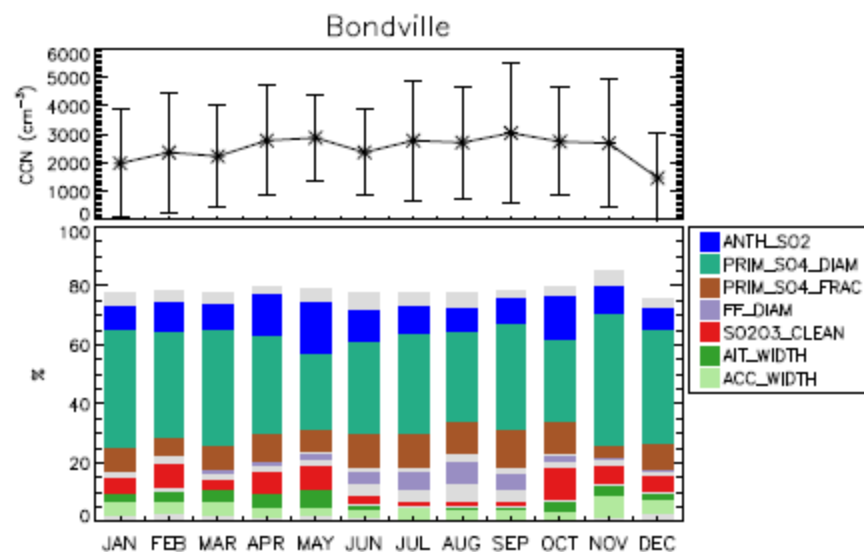 Bondville
6000
5000
4000
3000
2000
1000
0
CCN (cm⁻³)
100
80
60
40
20
0
%
JAN FEB MAR APR MAY JUN JUL AUG SEP OCT NOV DEC
ANTH_SO2
PRIM_SO4_DIAM
PRIM_SO4_FRAC
FF_DIAM
SO2O3_CLEAN
AIT_WIDTH
ACC_WIDTH